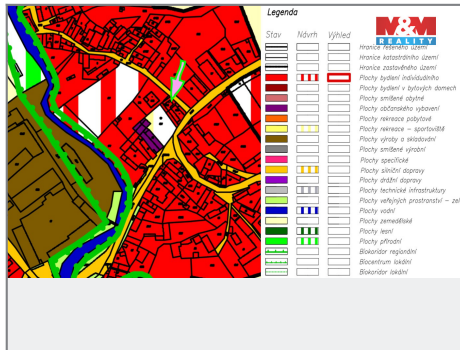 Legenda
M&M
REALITY
Stav Návrh Výhled
Hranice řešeného území
Hranice katastrálního území
Hranice zastavěného území
Plochy bydlení individuálního
Plochy bydlení v bytových domech
Plochy smíšené obytné
Plochy občanského vybavení
Plochy rekreace pobytové
Plochy rekreace – sportoviště
Plochy výroby a skladování
Plochy smíšené výrobní
Plochy specifické
Plochy silniční dopravy
Plochy drážní dopravy
Plochy technické infrastruktury
Plochy veřejných prostranství – zel
Plochy vodní
Plochy zemědělské
Plochy lesní
Plochy přírodní
Biokoridor regionální
Biocentrum lokální
Biokoridor lokální